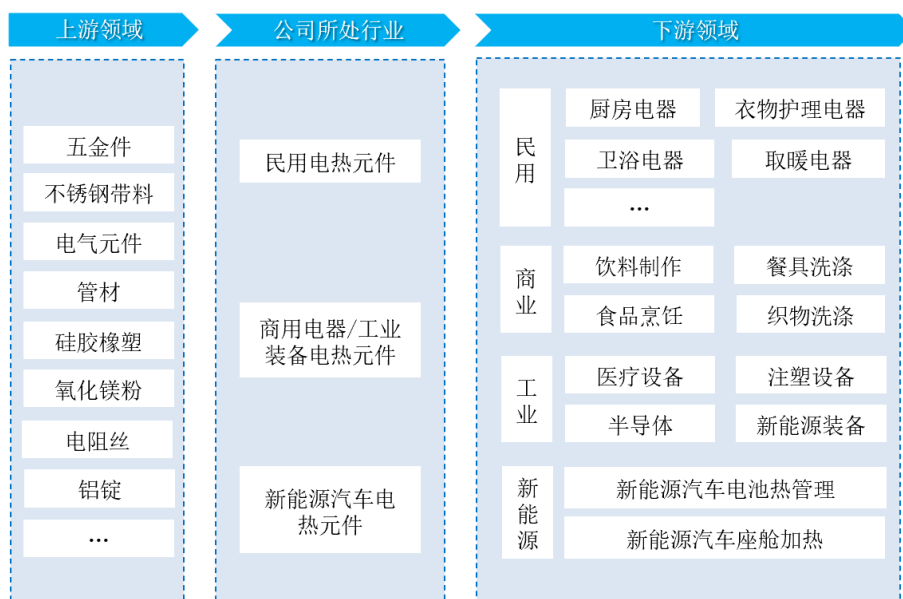 上游领域
公司所处行业
下游领域
五金件
不锈钢带料
电气元件
管材
硅胶橡塑
氧化镁粉
电阻丝
铝锭
...
民用电热元件
商用电器/工业
装备电热元件
新能源汽车电
热元件
民用
厨房电器
衣物护理电器
卫浴电器
取暖电器
...
商业
饮料制作
餐具洗涤
食品烹饪
织物洗涤
工业
医疗设备
注塑设备
半导体
新能源装备
新能源
新能源汽车电池热管理
新能源汽车座舱加热